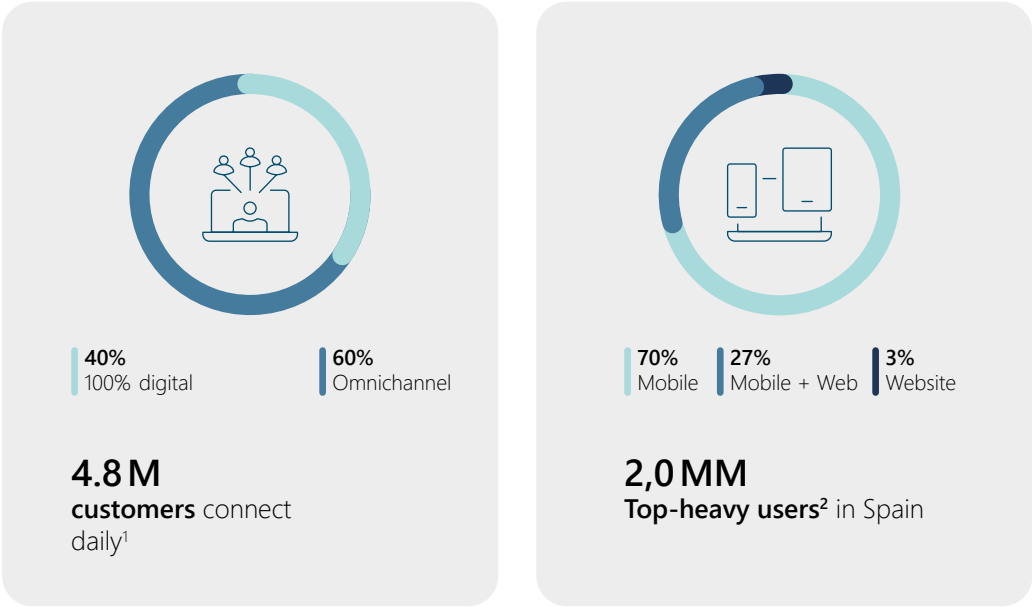 40%
100% digital
60%
Omnichannel
4.8 M
customers connect
daily¹
70%
Mobile
27%
Mobile + Web
3%
Website
2,0 MM
Top-heavy users² in Spain